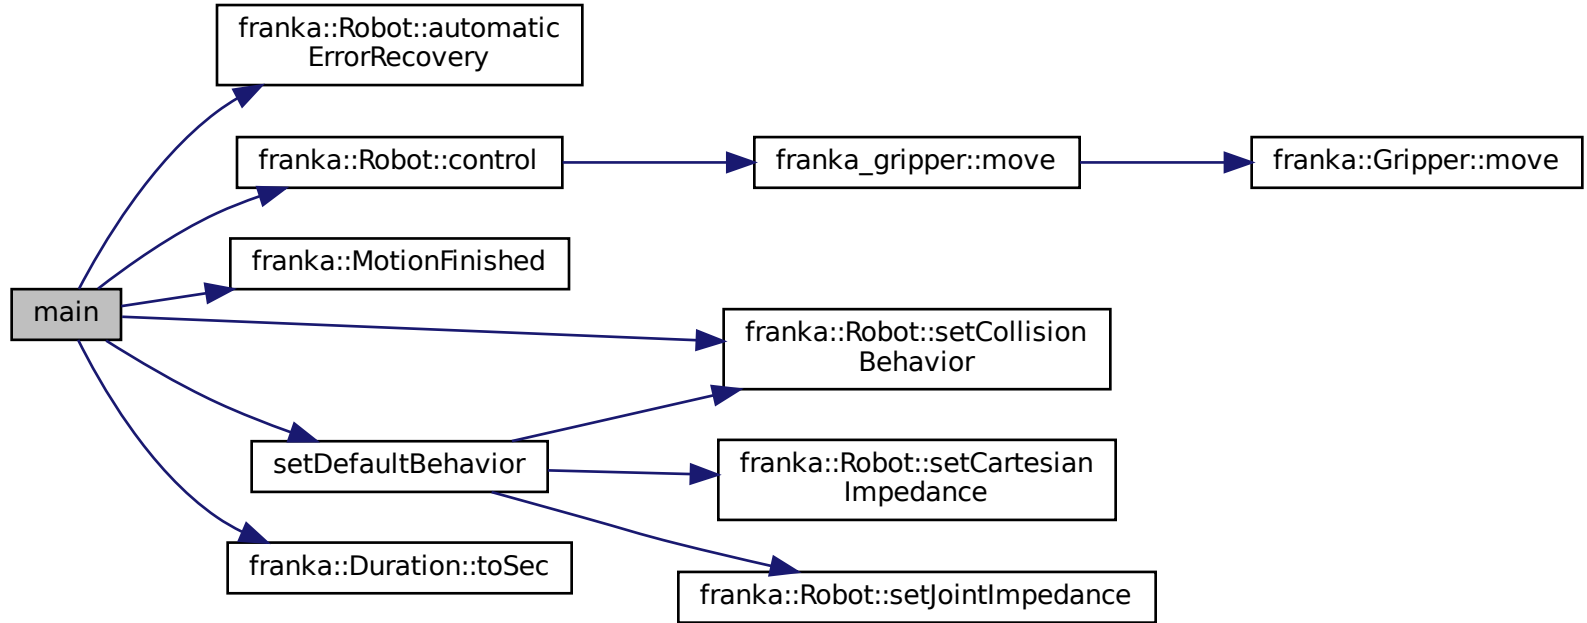 franka::Robot::automatic
ErrorRecovery
franka::Robot::control
franka_gripper::move
franka::Gripper::move
franka::MotionFinished
main
franka::Robot::setCollision
Behavior
setDefaultBehavior
franka::Robot::setCartesian
Impedance
franka::Duration::toSec
franka::Robot::setJointImpedance